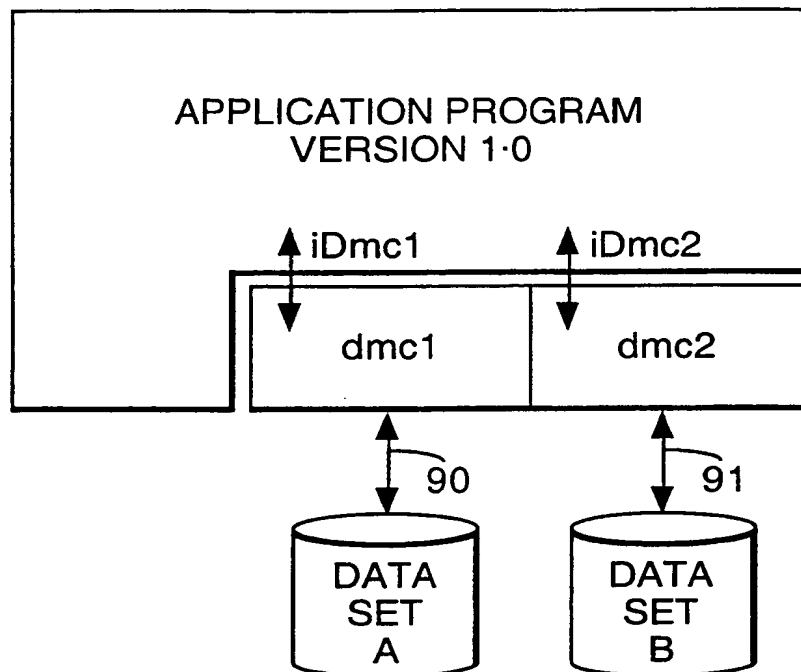 APPLICATION PROGRAM
VERSION 1·0
iDmc1
iDmc2
dmc1
dmc2
90
91
DATA
SET
A
DATA
SET
B